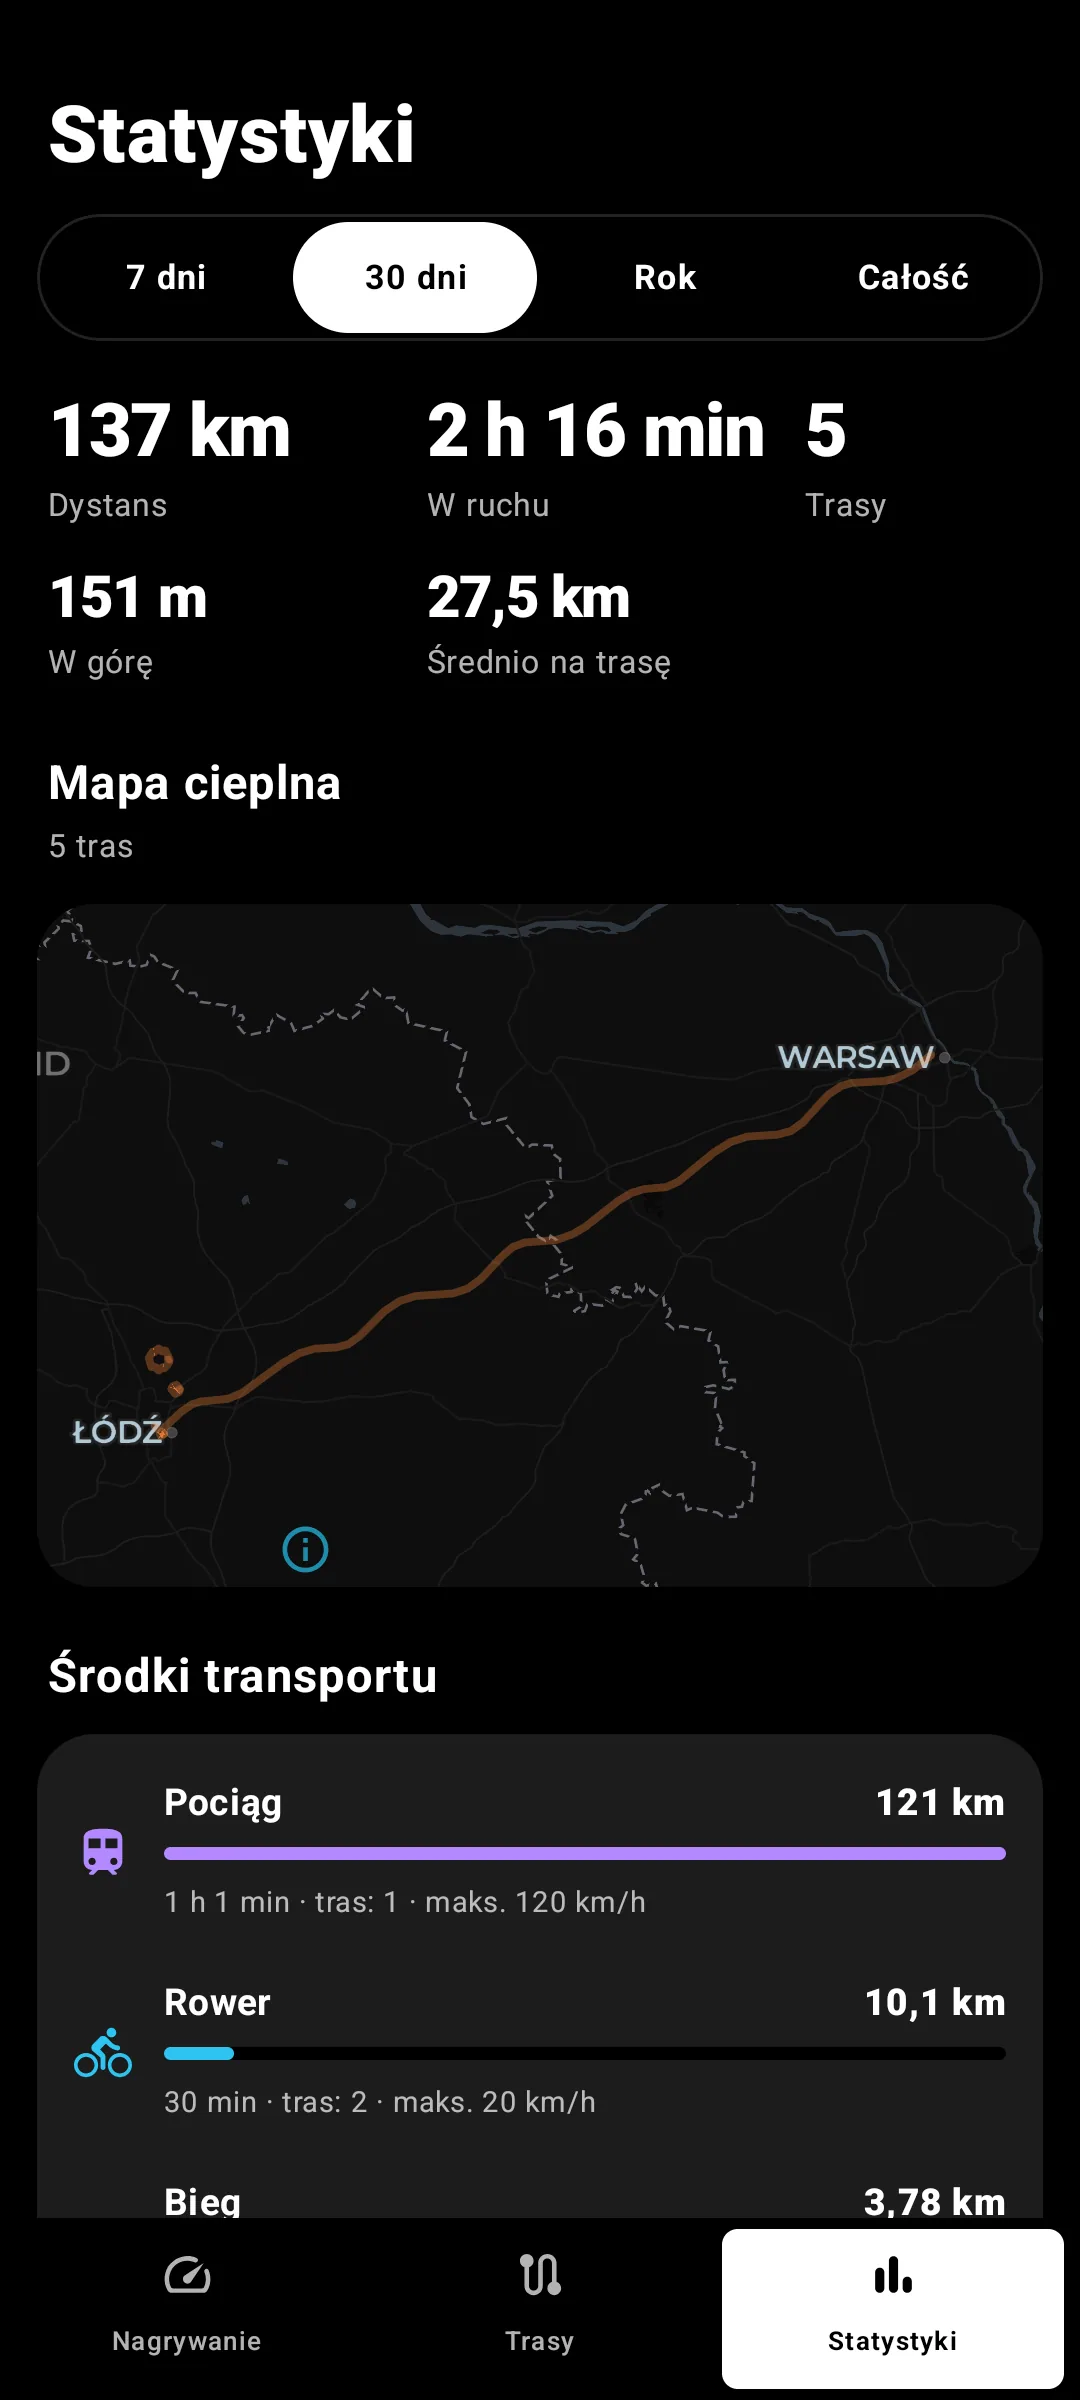 Statystyki
7 dni
30 dni
Rok
Całość
137 km
2 h 16 min
5
Dystans
W ruchu
Trasy
151 m
27,5 km
W górę
Średnio na trasę
Mapa cieplna
5 tras
ID
WARSAW
ŁÓDŹ
Środki transportu
Pociąg
121 km
1 h 1 min · tras: 1 · maks. 120 km/h
Rower
10,1 km
30 min · tras: 2 · maks. 20 km/h
Bieg
3,78 km
Nagrywanie
Trasy
Statystyki